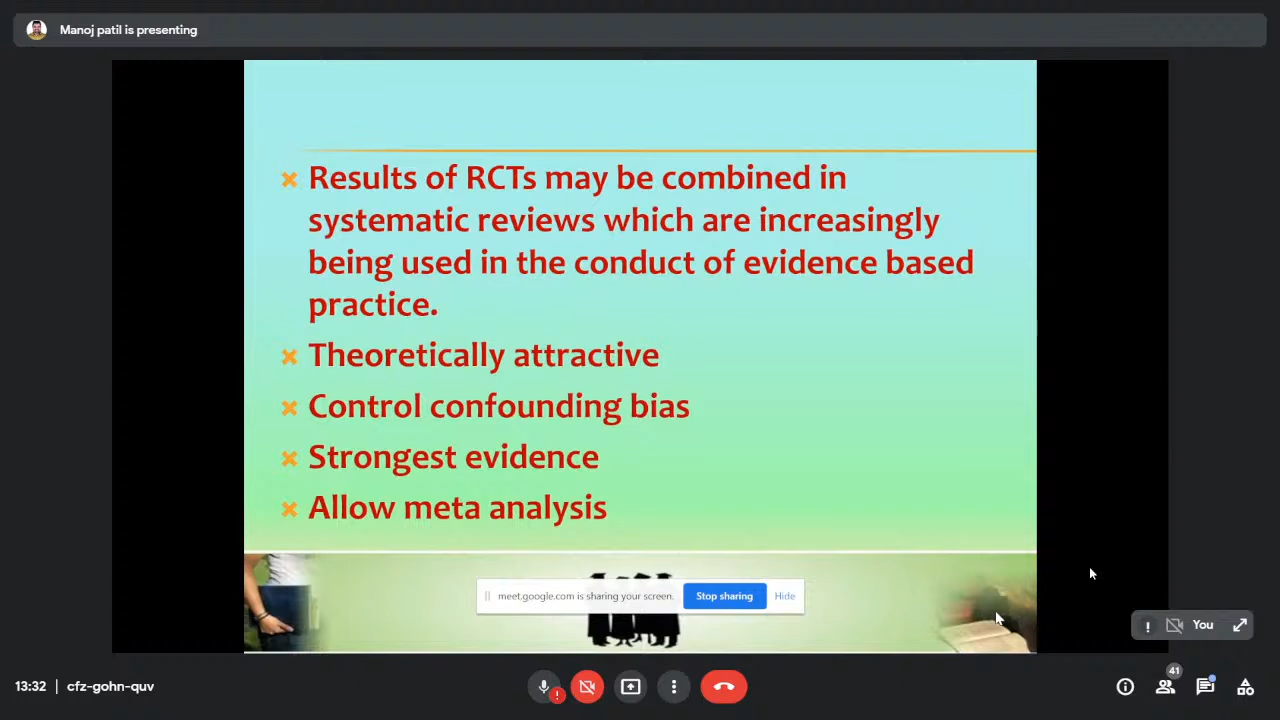 Manoj patil is presenting
Results of RCTs may be combined in
systematic reviews which are increasingly
being used in the conduct of evidence based
practice.
Theoretically attractive
Control confounding bias
Strongest evidence
Allow meta analysis
meet.google.com is sharing your screen.
Stop sharing
Hide
You
41
13:32 | cfz-gohn-quv